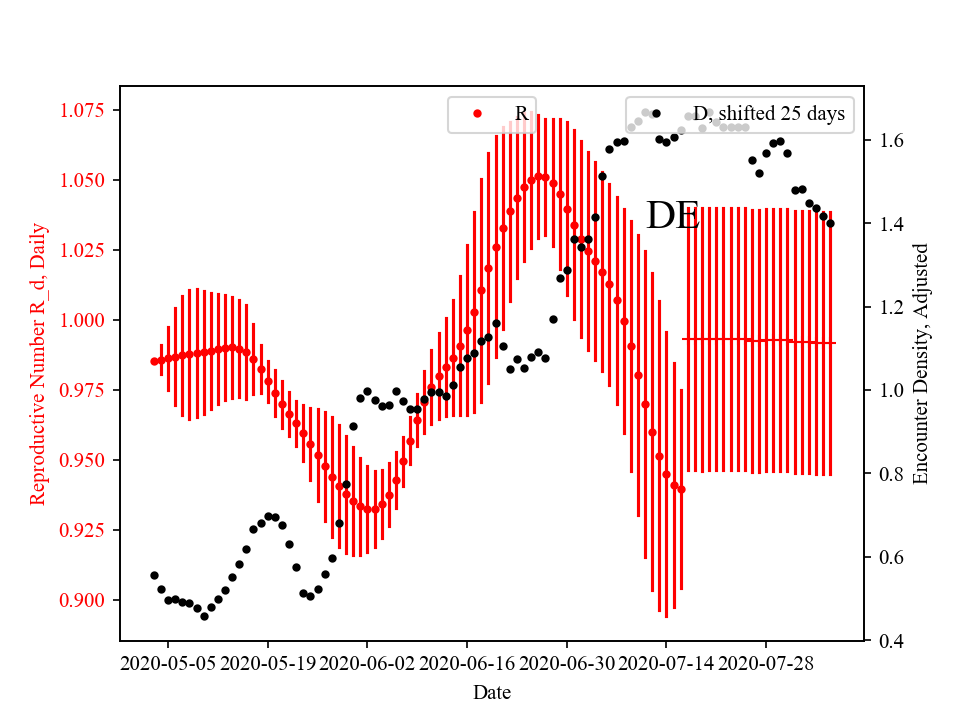 R
D, shifted 25 days
DE
Reproductive Number R_d, Daily
1.075
1.050
1.025
1.000
0.975
0.950
0.925
0.900
Encounter Density, Adjusted
1.6
1.4
1.2
1.0
0.8
0.6
0.4
2020-05-05 2020-05-19 2020-06-02 2020-06-16 2020-06-30 2020-07-14 2020-07-28
Date